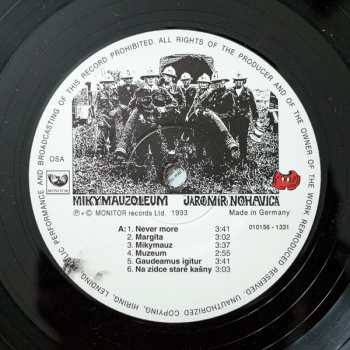 PUBLIC PERFORMANCE AND BROADCASTING OF THIS RECORD PROHIBITED. ALL RIGHTS OF THE PRODUCER AND OF THE OWNER OF THE WORK REPRODUCED RESERVED. UNAUTHORIZED COPYING, HIRING, LENDING,
OSA
MIKYMAUZOLEUM JAROMÍR NOHAVICA
℗ + © MONITOR records Ltd. 1993 Made in Germany
010156 - 1331
A: 1. Never more 3:41
2. Margita 3:02
3. Mikymauz 3:37
4. Muzeum 5:41
5. Gaudeamus igitur 3:41
6. Na zídce staré kašny 3:03